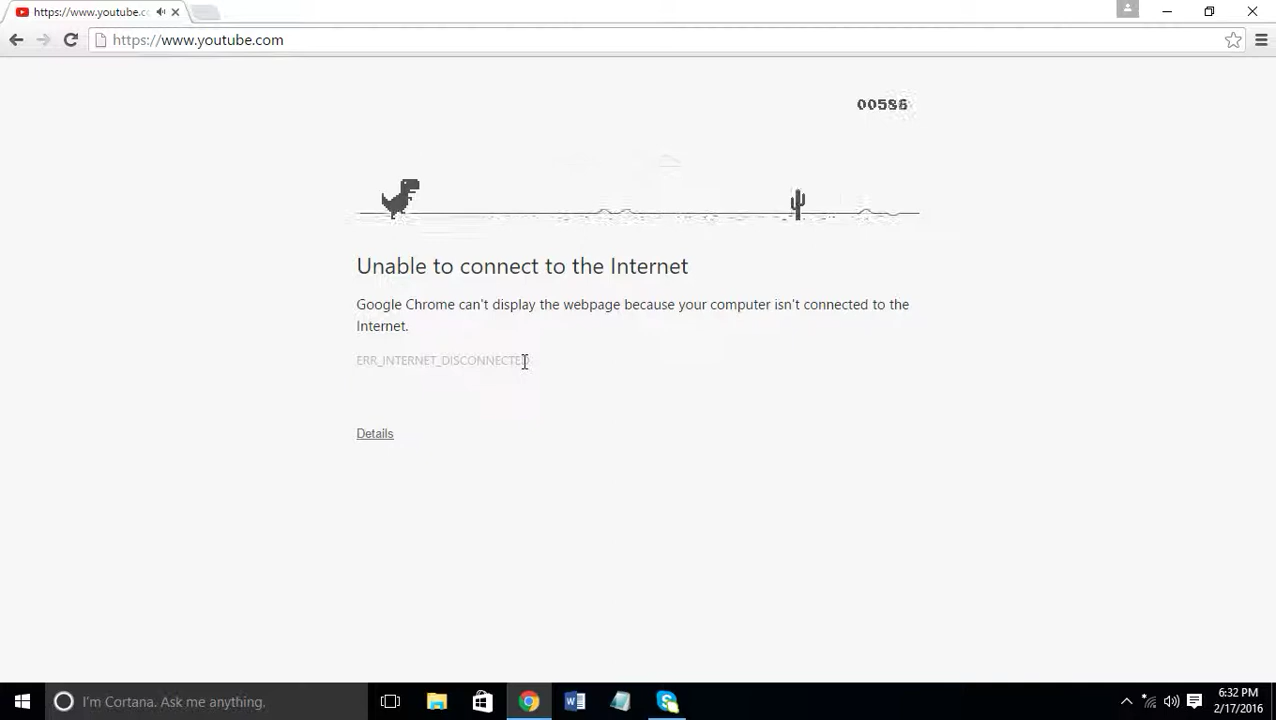 https://www.youtube.c
https://www.youtube.com
00586
Unable to connect to the Internet
Google Chrome can't display the webpage because your computer isn't connected to the
Internet.
ERR_INTERNET_DISCONNECTED
Details
I'm Cortana. Ask me anything.
6:32 PM
2/17/2016